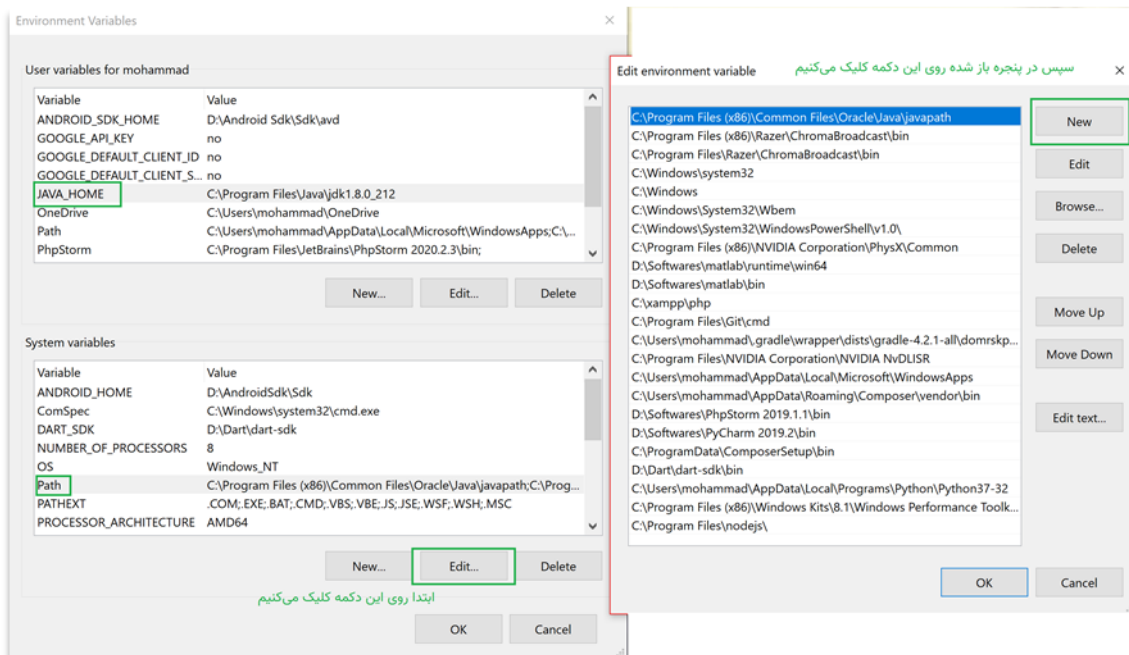 Environment Variables
User variables for mohammad
Variable Value
ANDROID_SDK_HOME D:\Android Sdk\Sdk\avd
GOOGLE_API_KEY no
GOOGLE_DEFAULT_CLIENT_ID no
GOOGLE_DEFAULT_CLIENT_S... no
JAVA_HOME C:\Program Files\Java\jdk1.8.0_212
OneDrive C:\Users\mohammad\OneDrive
Path C:\Users\mohammad\AppData\Local\Microsoft\WindowsApps;C:\...
PhpStorm C:\Program Files\JetBrains\PhpStorm 2020.2.3\bin;
New... Edit... Delete
System variables
Variable Value
ANDROID_HOME D:\AndroidSdk\Sdk
ComSpec C:\Windows\system32\cmd.exe
DART_SDK D:\Dart\dart-sdk
NUMBER_OF_PROCESSORS 8
OS Windows_NT
Path C:\Program Files (x86)\Common Files\Oracle\Java\javapath;C:\Prog...
PATHEXT .COM;.EXE;.BAT;.CMD;.VBS;.VBE;.JS;.JSE;.WSF;.WSH;.MSC
PROCESSOR_ARCHITECTURE AMD64
New... Edit... Delete
ابتدا روی این دکمه کلیک می‌کنیم
OK Cancel
سپس در پنجره باز شده روی این دکمه کلیک می‌کنیم
Edit environment variable
C:\Program Files (x86)\Common Files\Oracle\Java\javapath
C:\Program Files (x86)\Razer\ChromaBroadcast\bin
C:\Program Files\Razer\ChromaBroadcast\bin
C:\Windows\system32
C:\Windows
C:\Windows\System32\Wbem
C:\Windows\System32\WindowsPowerShell\v1.0\
C:\Program Files (x86)\NVIDIA Corporation\PhysX\Common
D:\Softwares\matlab\runtime\win64
D:\Softwares\matlab\bin
C:\xampp\php
C:\Program Files\Git\cmd
C:\Users\mohammad\.gradle\wrapper\dists\gradle-4.2.1-all\domrskp...
C:\Program Files\NVIDIA Corporation\NVIDIA NvDLISR
C:\Users\mohammad\AppData\Local\Microsoft\WindowsApps
C:\Users\mohammad\AppData\Roaming\Composer\vendor\bin
D:\Softwares\PhpStorm 2019.1.1\bin
D:\Softwares\PyCharm 2019.2\bin
C:\ProgramData\ComposerSetup\bin
D:\Dart\dart-sdk\bin
C:\Users\mohammad\AppData\Local\Programs\Python\Python37-32
C:\Program Files (x86)\Windows Kits\8.1\Windows Performance Toolk...
C:\Program Files\nodejs\
New
Edit
Browse...
Delete
Move Up
Move Down
Edit text...
OK Cancel